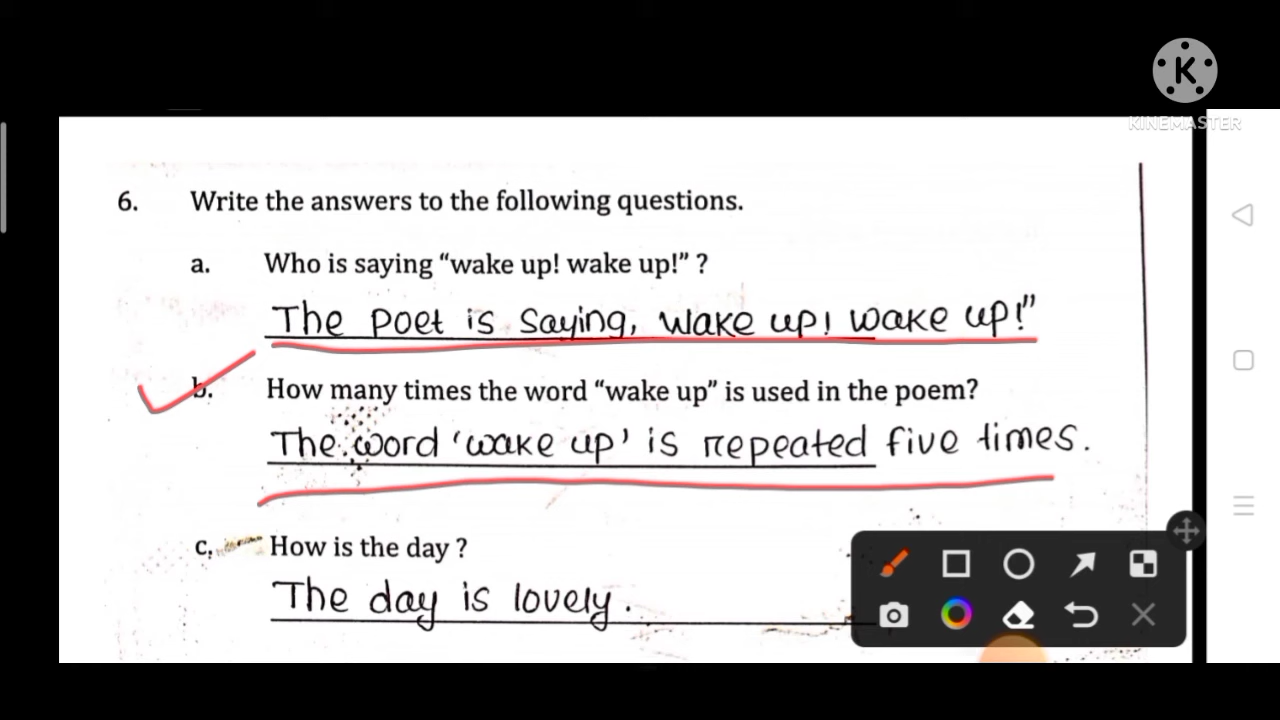 K
KINEMASTER
6. Write the answers to the following questions.
a. Who is saying “wake up! wake up!” ?
The poet is saying, wake up! wake up!”
b. How many times the word “wake up” is used in the poem?
The word ‘wake up’ is repeated five times.
c. How is the day ?
The day is lovely.